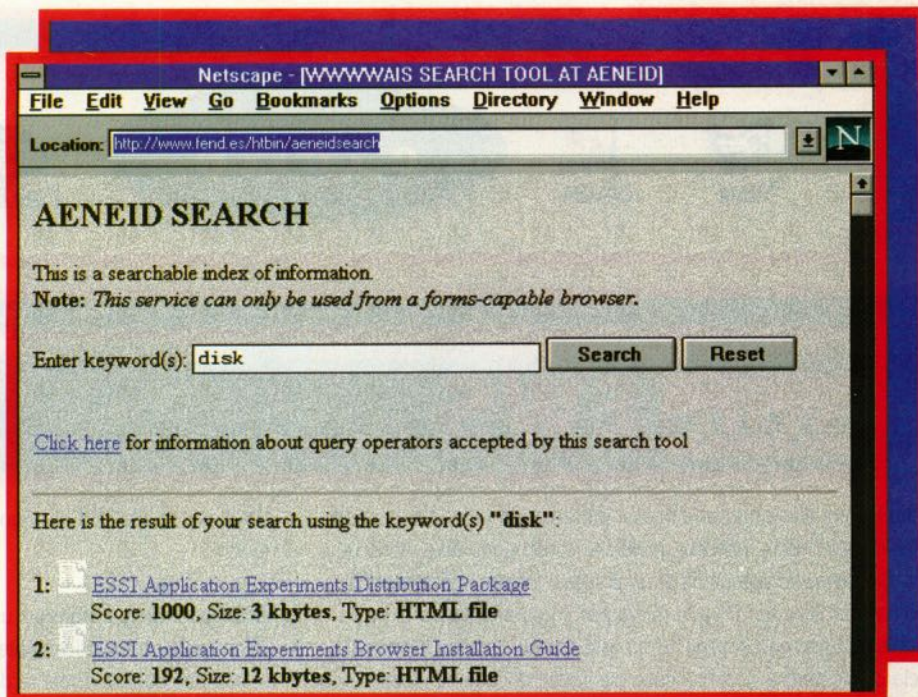 Netscape - [WWWWAIS SEARCH TOOL AT AENEID]
File Edit View Go Bookmarks Options Directory Window Help
Location: http://www.fend.es/htbin/aeneidsearch
N
AENEID SEARCH
This is a searchable index of information.
Note: This service can only be used from a forms-capable browser.
Enter keyword(s): disk Search Reset
Click here for information about query operators accepted by this search tool
Here is the result of your search using the keyword(s) "disk":
1: ESSI Application Experiments Distribution Package
Score: 1000, Size: 3 kbytes, Type: HTML file
2: ESSI Application Experiments Browser Installation Guide
Score: 192, Size: 12 kbytes, Type: HTML file